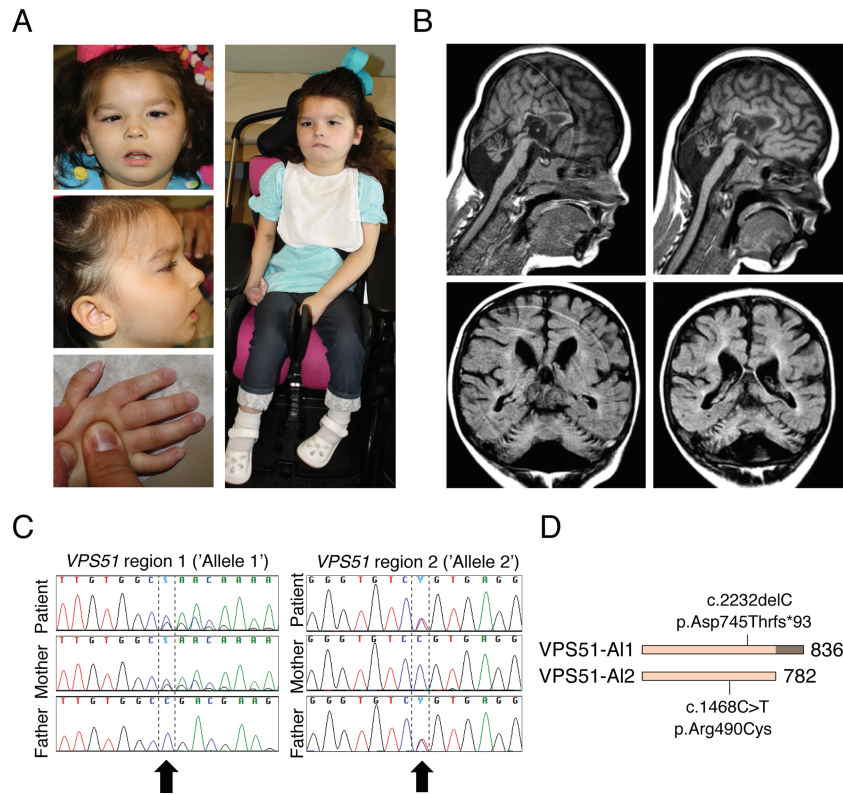 A
B
C
VPS51 region 1 ('Allele 1')
VPS51 region 2 ('Allele 2')
Patient
T T G T G G C S A A C A A A A
G G G T G T C Y G T G A G G
Mother
T T G T G G C S A A C A A A A
G G G T G T C C G T G A G G
Father
T T G T G G C C G A C G A A G
G G G T G T C Y G T G A G G
D
c.2232delC
p.Asp745Thrfs*93
VPS51-Al1
836
VPS51-Al2
782
c.1468C>T
p.Arg490Cys